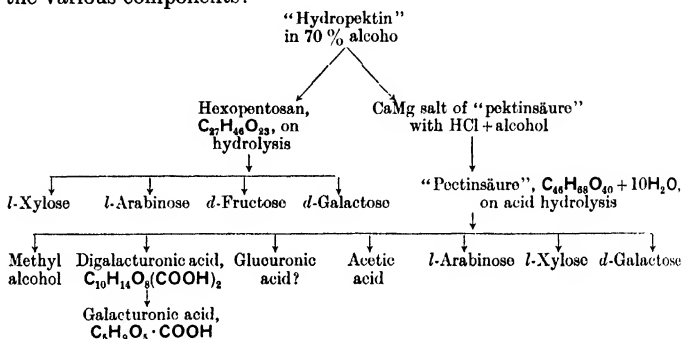 the various components?
“Hydropektin”
in 70 % alcoho
Hexopentosan,
C₂₇H₄₆O₂₃, on
hydrolysis
CaMg salt of “pektinsäure”
with HCl + alcohol
l-Xylose l-Arabinose d-Fructose d-Galactose
“Pectinsäure”, C₄₆H₆₈O₄₀ + 10H₂O,
on acid hydrolysis
Methyl
alcohol
Digalacturonic acid,
C₁₀H₁₄O₈(COOH)₂
Glucuronic
acid?
Acetic
acid
l-Arabinose l-Xylose d-Galactose
Galacturonic acid,
C₅H₉O₅·COOH